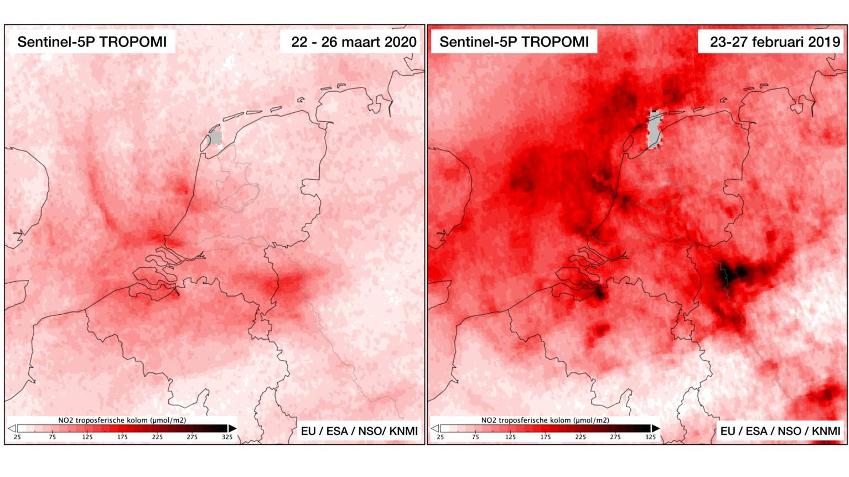 Sentinel-5P TROPOMI
22 - 26 maart 2020
NO2 troposferische kolom (μmol/m2)
25 75 125 175 225 275 325
EU / ESA / NSO/ KNMI
Sentinel-5P TROPOMI
23-27 februari 2019
NO2 troposferische kolom (μmol/m2)
25 75 125 175 225 275 325
EU / ESA / NSO/ KNMI